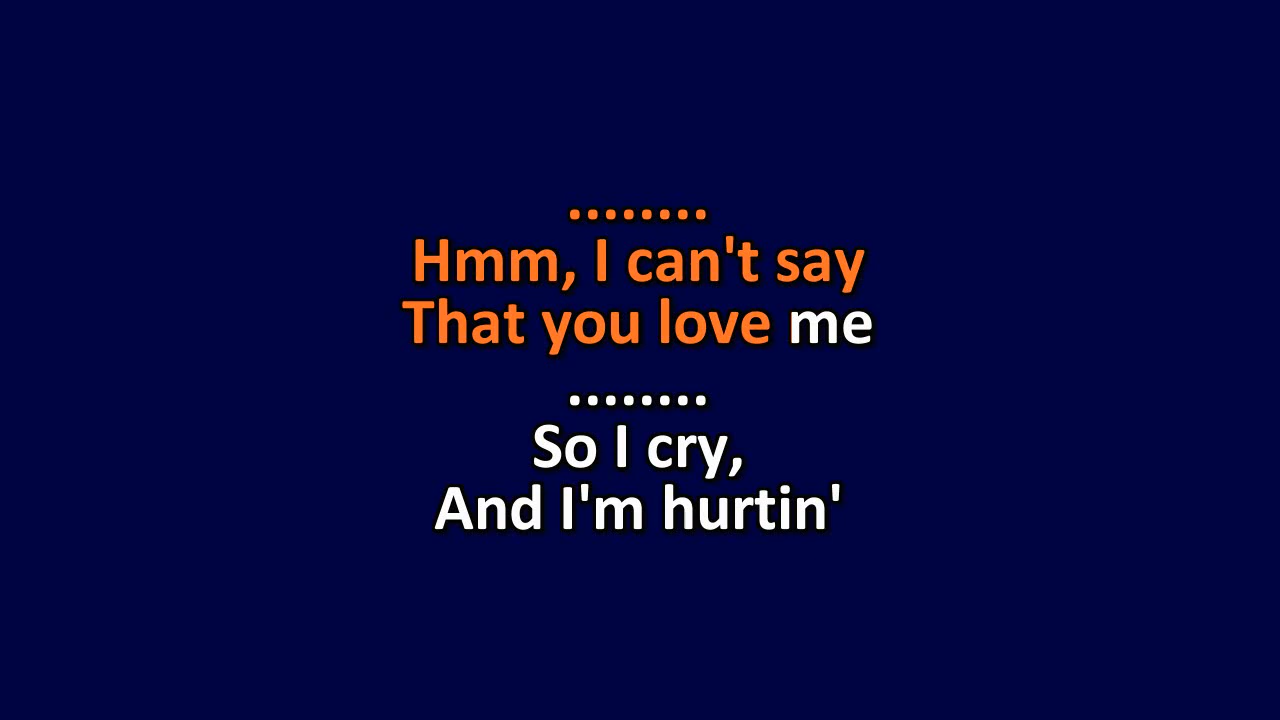 ........
Hmm, I can't say
That you love me
........
So I cry,
And I'm hurtin'